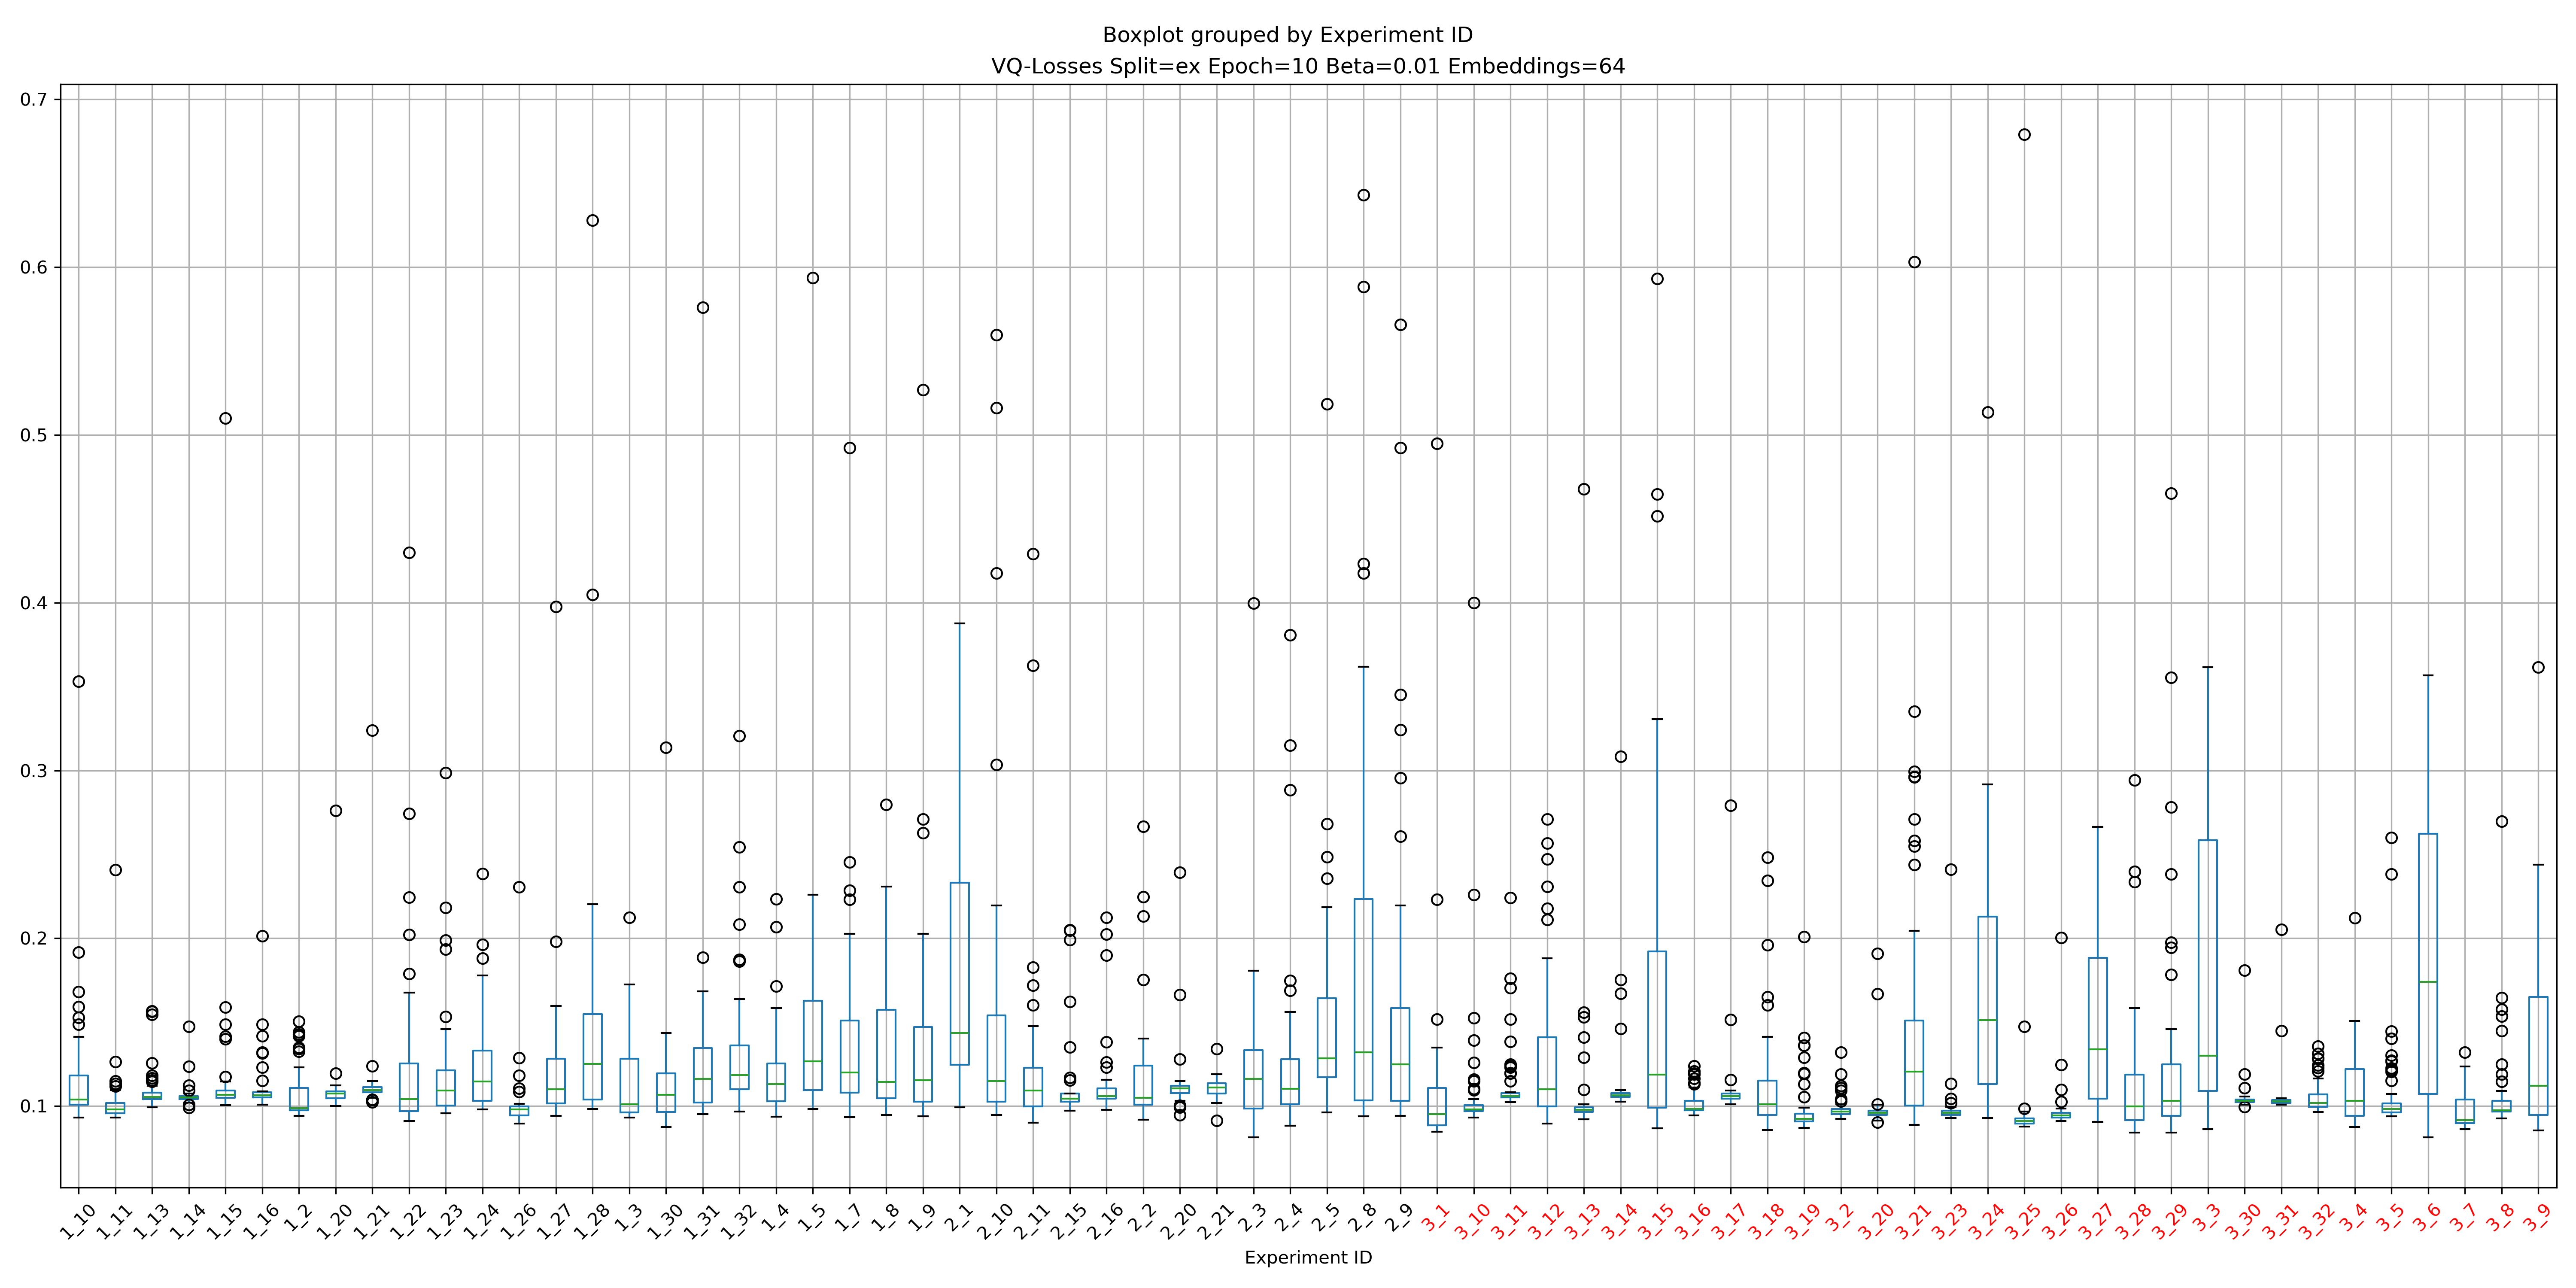 Boxplot grouped by Experiment ID
VQ-Losses Split=ex Epoch=10 Beta=0.01 Embeddings=64
0.7
0.6
0.5
0.4
0.3
0.2
0.1
1_10 1_11 1_13 1_14 1_15 1_16 1_2 1_20 1_21 1_22 1_23 1_24 1_26 1_27 1_28 1_3 1_30 1_31 1_32 1_4 1_5 1_7 1_8 1_9 2_1 2_10 2_11 2_15 2_16 2_2 2_20 2_21 2_3 2_4 2_5 2_8 2_9 3_1 3_10 3_11 3_12 3_13 3_14 3_15 3_16 3_17 3_18 3_19 3_2 3_20 3_21 3_23 3_24 3_25 3_26 3_27 3_28 3_29 3_3 3_30 3_31 3_32 3_4 3_5 3_6 3_7 3_8 3_9
Experiment ID